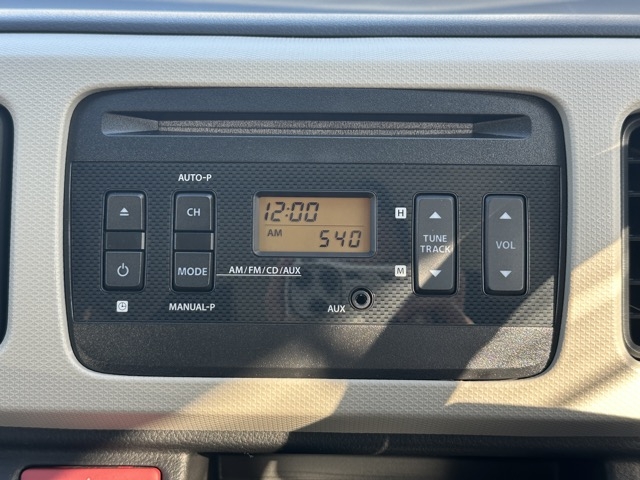 AUTO-P
CH
12:00
AM 540
H
TUNE
TRACK
VOL
MODE
AM/FM/CD/AUX
M
MANUAL-P
AUX